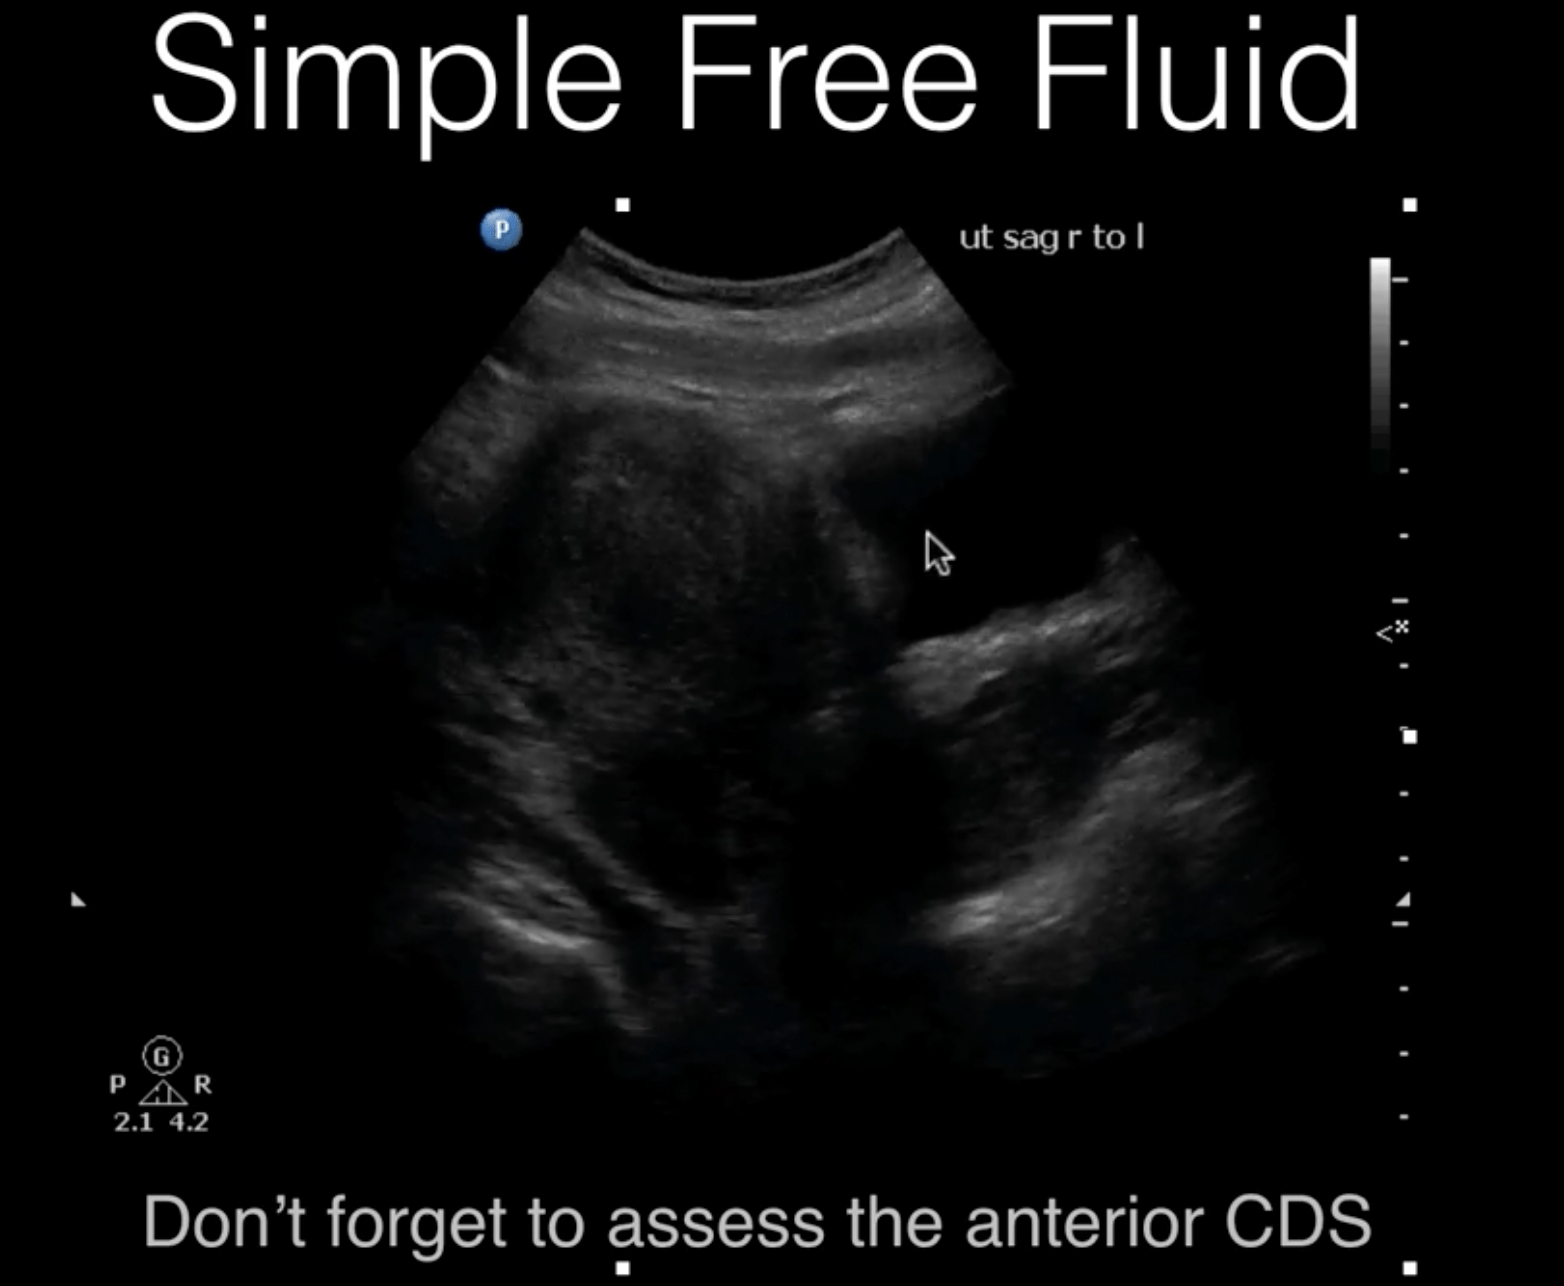 Simple Free Fluid
P
ut sag r to l
<x
G
P R
2.1 4.2
Don’t forget to assess the anterior CDS